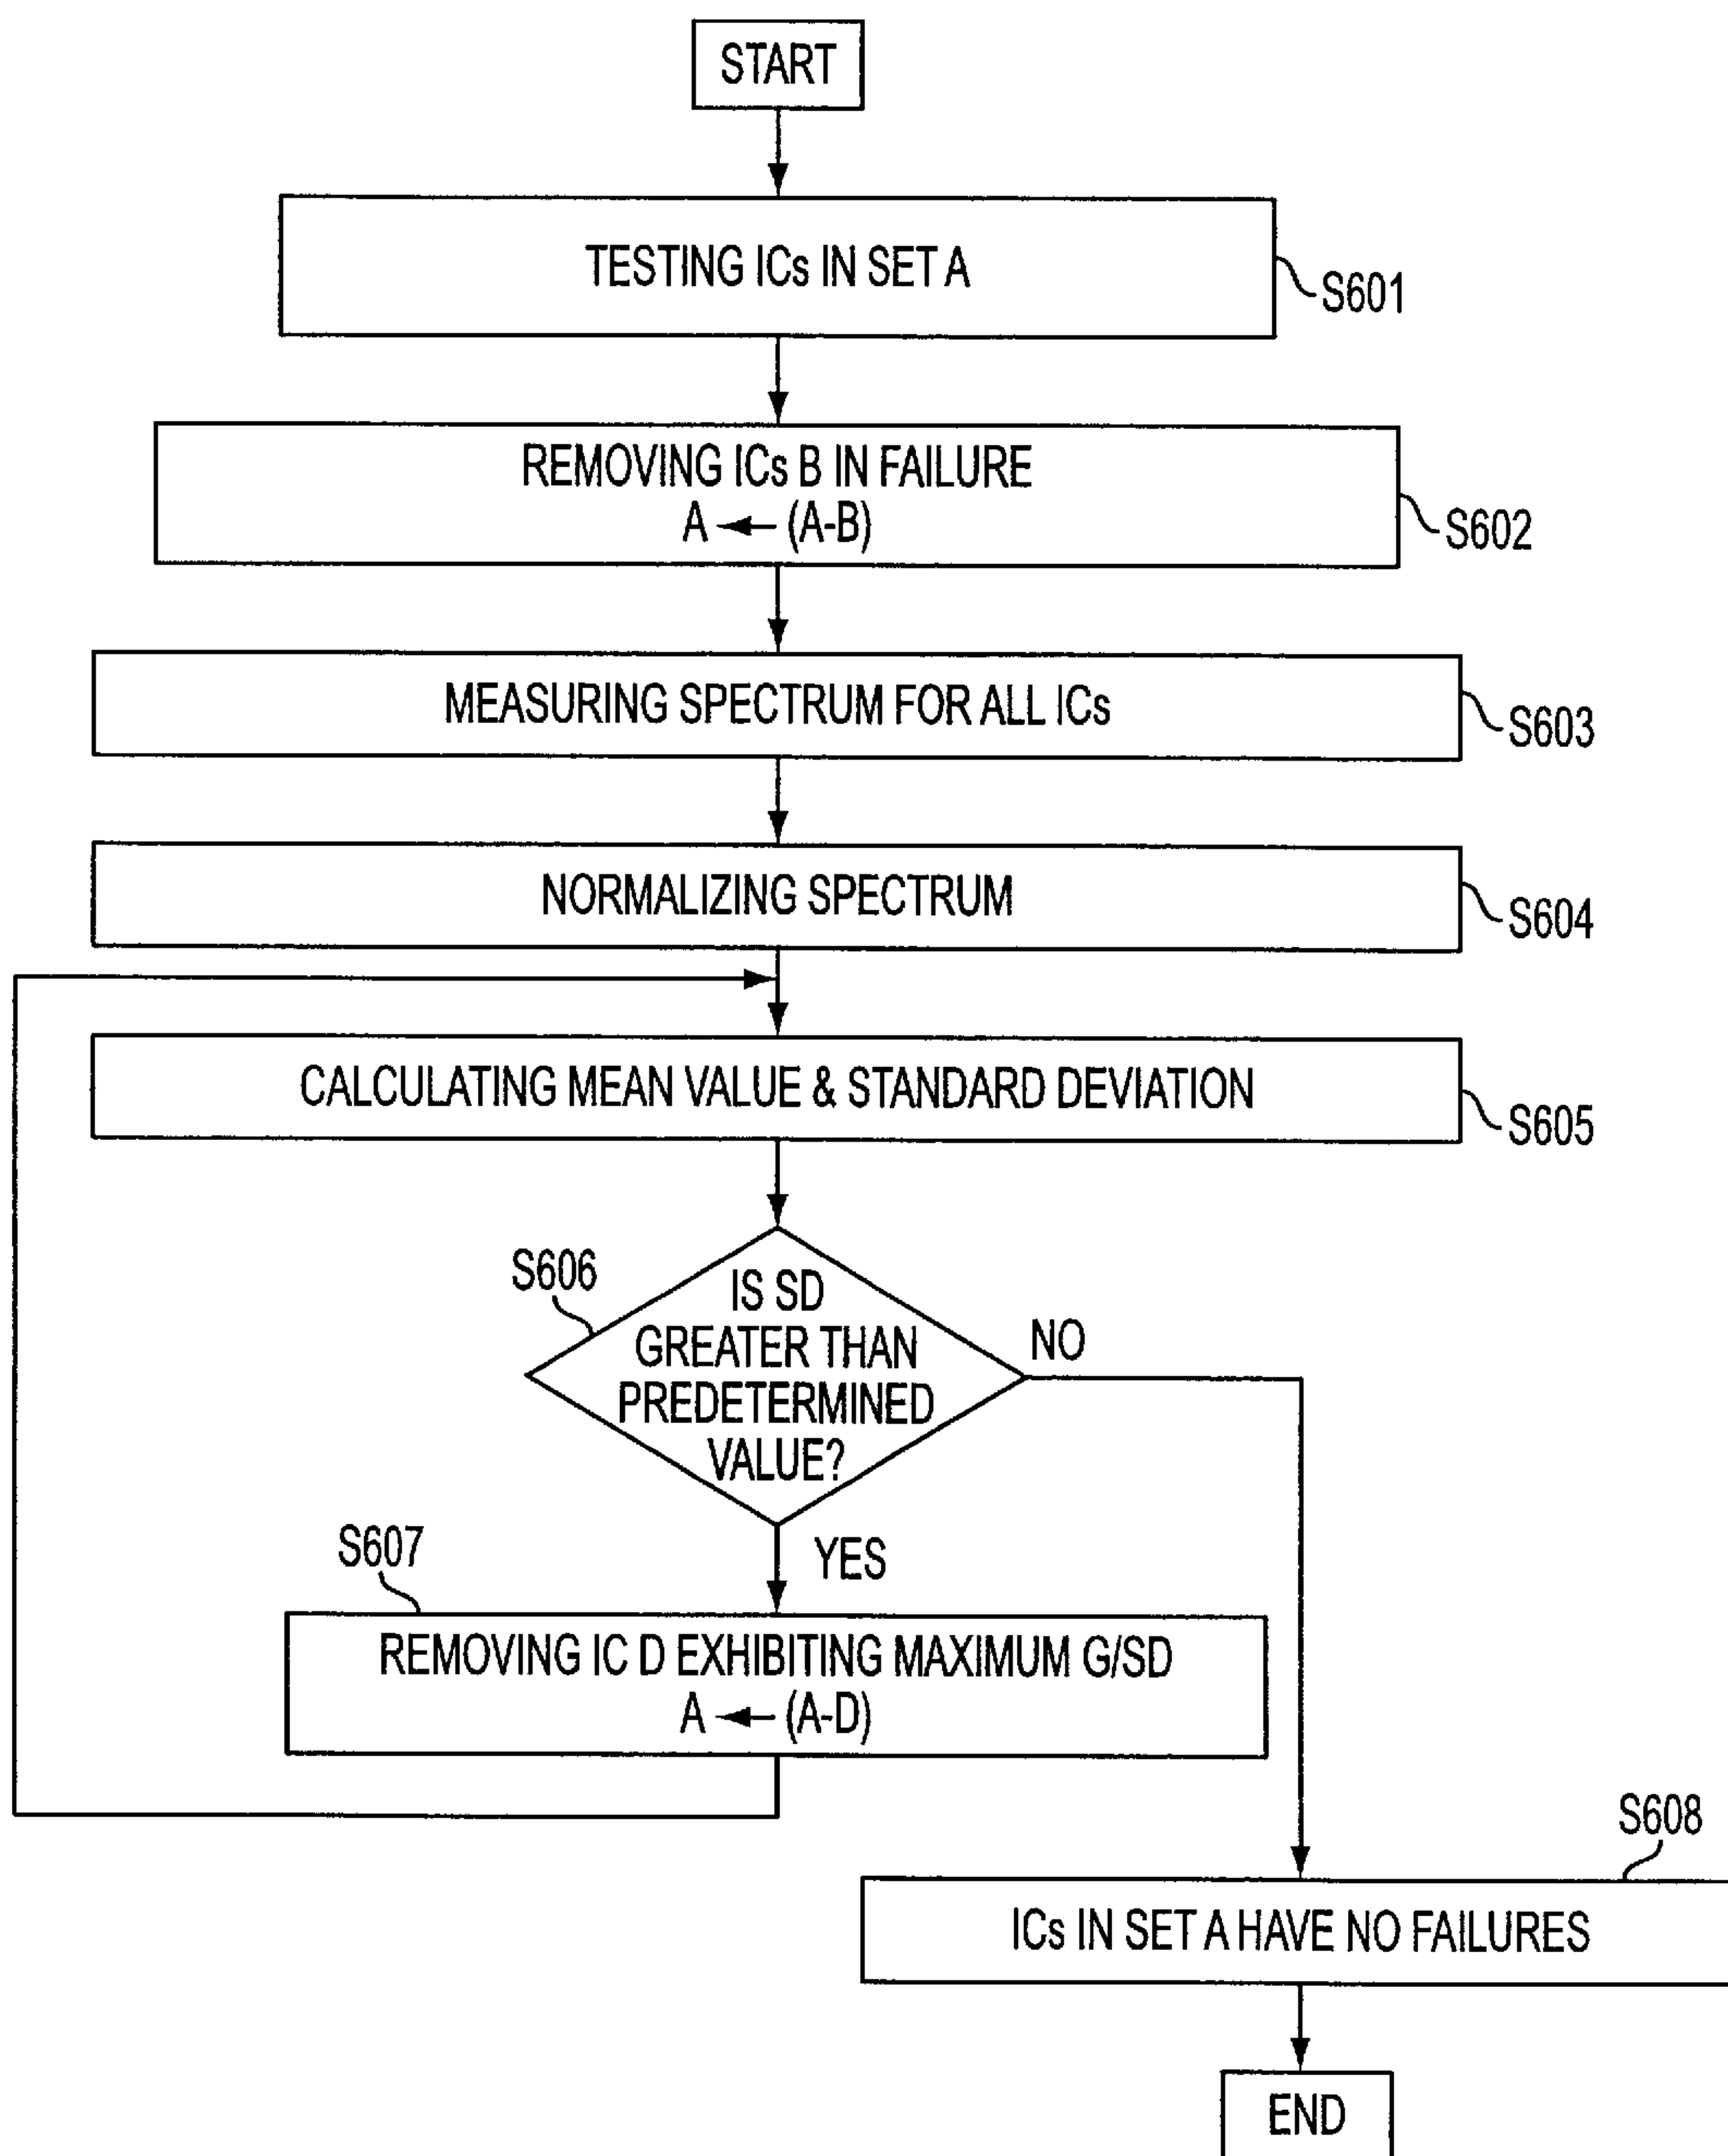 START
TESTING ICs IN SET A
S601
REMOVING ICs B IN FAILURE
A ← (A-B)
S602
MEASURING SPECTRUM FOR ALL ICs
S603
NORMALIZING SPECTRUM
S604
CALCULATING MEAN VALUE & STANDARD DEVIATION
S605
S606
IS SD
GREATER THAN
PREDETERMINED
VALUE?
NO
YES
S607
REMOVING IC D EXHIBITING MAXIMUM G/SD
A ← (A-D)
S608
ICs IN SET A HAVE NO FAILURES
END